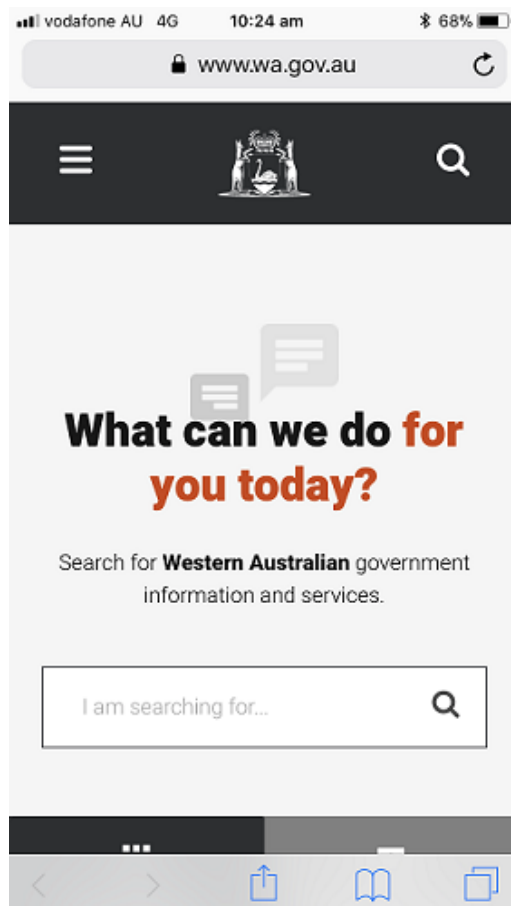 vodafone AU 4G 10:24 am 68%
www.wa.gov.au
What can we do for
you today?
Search for Western Australian government
information and services.
I am searching for...